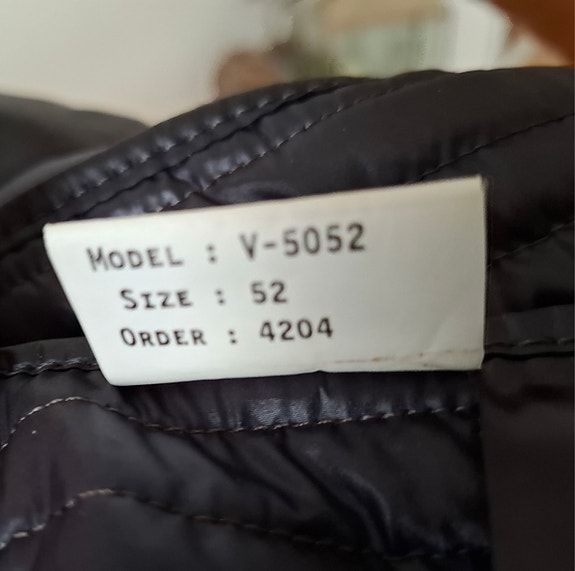 Model : V-5052
Size : 52
Order : 4204